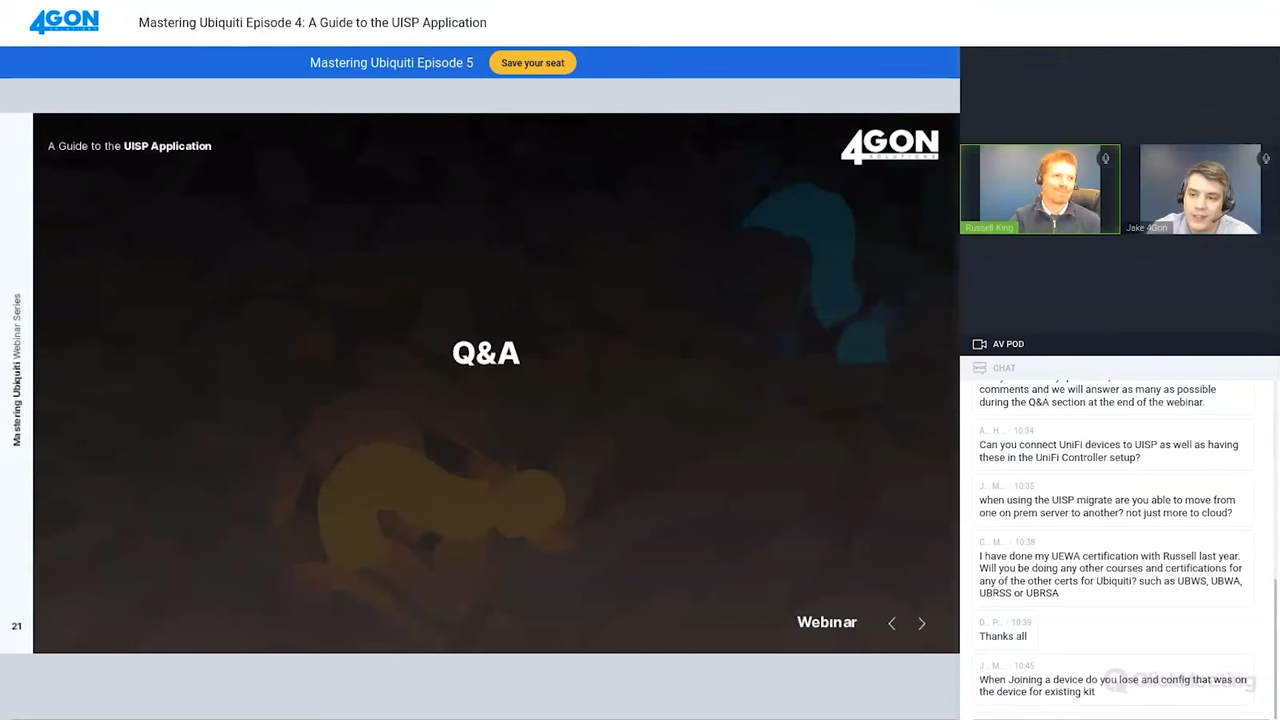 4GON
SOLUTIONS
Mastering Ubiquiti Episode 4: A Guide to the UISP Application
Mastering Ubiquiti Episode 5
Save your seat
A Guide to the UISP Application
4GON
SOLUTIONS
Mastering Ubiquiti Webinar Series
Q&A
21
Webinar
Russell King
Jake 4Gon
AV POD
CHAT
comments and we will answer as many as possible
during the Q&A section at the end of the webinar.
A... H... 10:34
Can you connect UniFi devices to UISP as well as having
these in the UniFi Controller setup?
J... M... 10:35
when using the UISP migrate are you able to move from
one on prem server to another? not just more to cloud?
C... M... 10:38
I have done my UEWA certification with Russell last year.
Will you be doing any other courses and certifications for
any of the other certs for Ubiquiti? such as UBWS, UBWA,
UBRSS or UBRSA
D... P... 10:39
Thanks all
J... M... 10:45
When Joining a device do you lose and config that was on
the device for existing kit
ClickMeeting